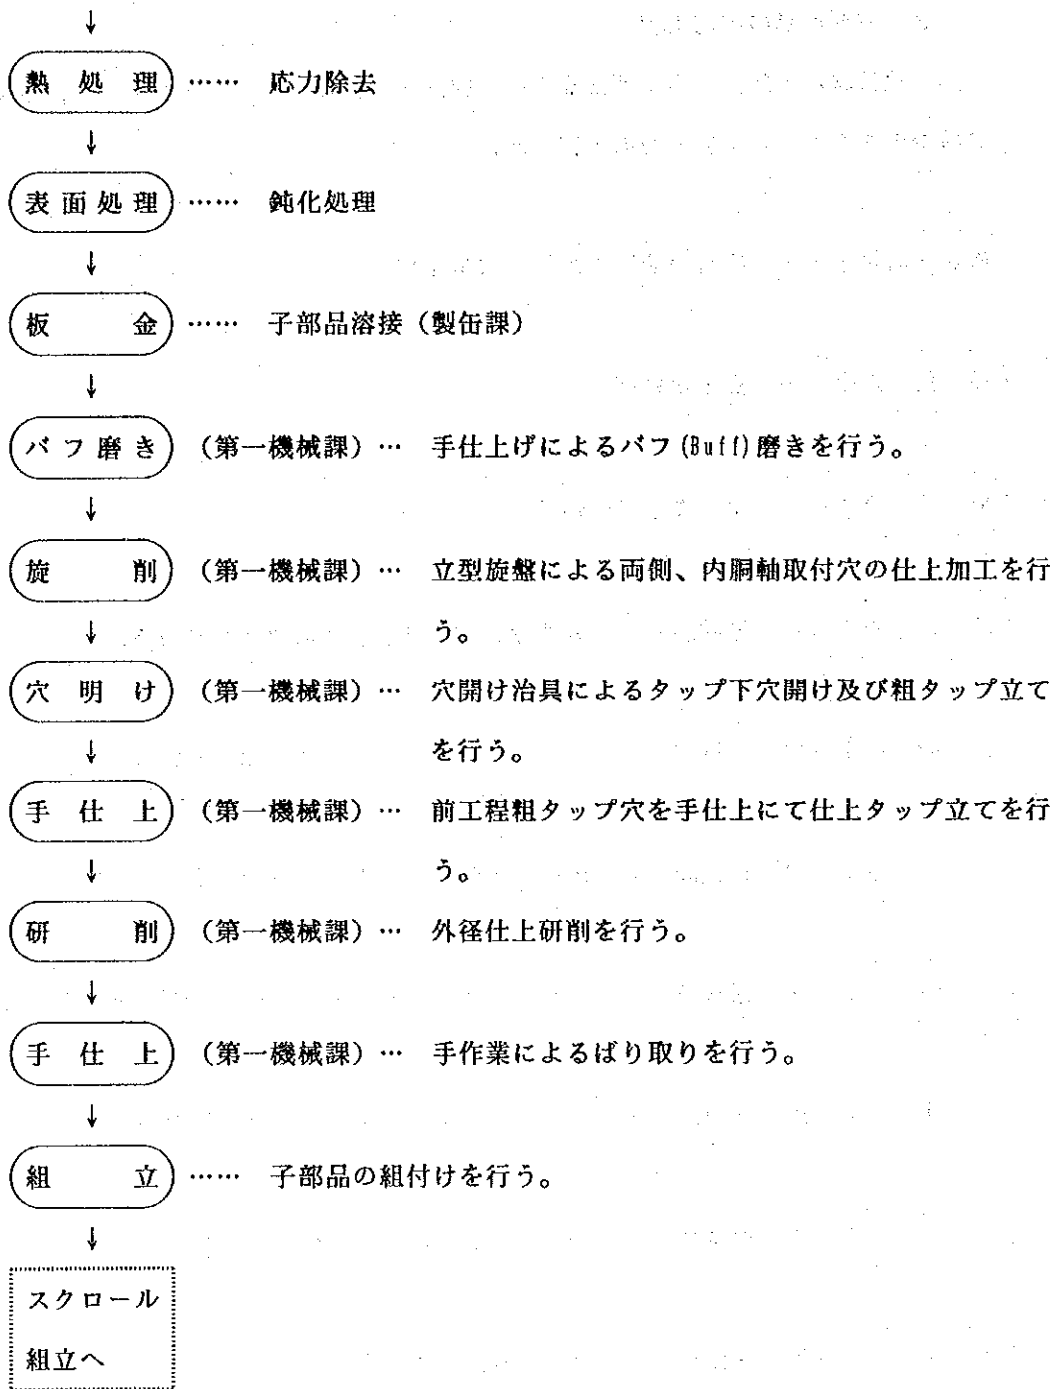 ↓
熱処理 …… 応力除去
↓
表面処理 …… 鈍化処理
↓
板金 …… 子部品溶接（製缶課）
↓
バフ磨き （第一機械課）… 手仕上げによるバフ(Buff)磨きを行う。
↓
旋削 （第一機械課）… 立型旋盤による両側、内胴軸取付穴の仕上加工を行
↓ う。
穴明け （第一機械課）… 穴開け治具によるタップ下穴開け及び粗タップ立て
↓ を行う。
手仕上 （第一機械課）… 前工程粗タップ穴を手仕上にて仕上タップ立てを行
↓ う。
研削 （第一機械課）… 外径仕上研削を行う。
↓
手仕上 （第一機械課）… 手作業によるばり取りを行う。
↓
組立 …… 子部品の組付けを行う。
↓
スクロール
組立へ